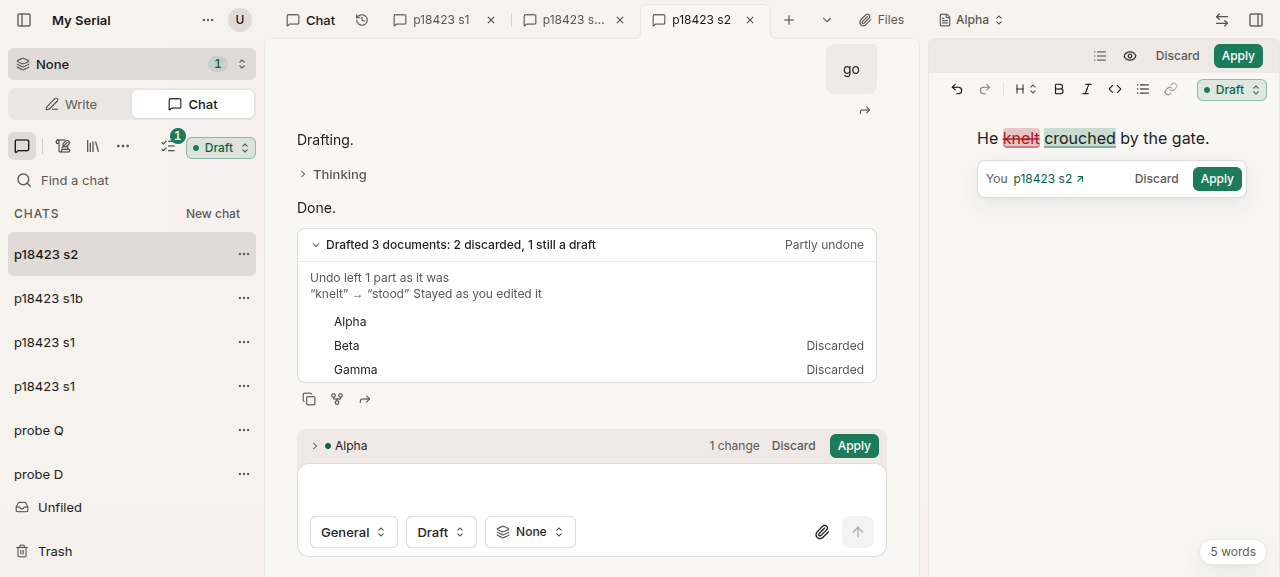 My Serial
U
Chat
p18423 s1
p18423 s...
p18423 s2
Files
Alpha
None
1
Write
Chat
1
Draft
Find a chat
CHATS
New chat
p18423 s2
p18423 s1b
p18423 s1
p18423 s1
probe Q
probe D
Unfiled
Trash
go
Drafting.
Thinking
Done.
Drafted 3 documents: 2 discarded, 1 still a draft
Partly undone
Undo left 1 part as it was
“knelt” → “stood” Stayed as you edited it
Alpha
Beta
Discarded
Gamma
Discarded
Alpha
1 change
Discard
Apply
General
Draft
None
Discard
Apply
H
B
I
Draft
He knelt crouched by the gate.
You p18423 s2
Discard
Apply
5 words